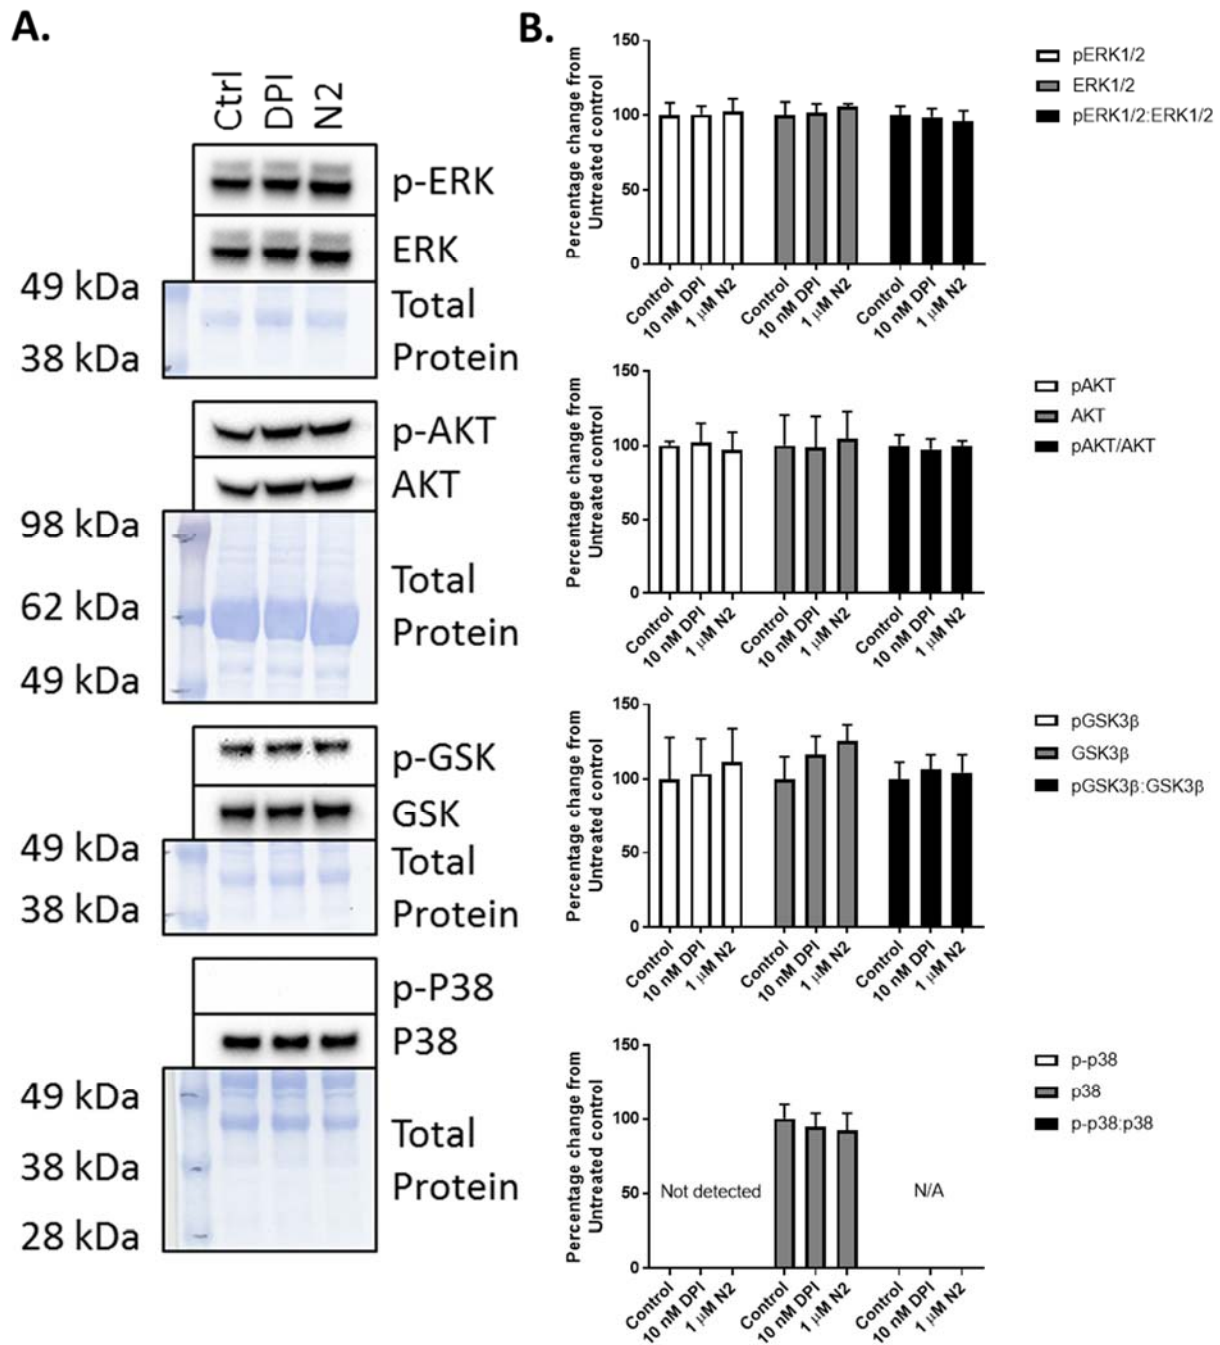 A.
Ctrl
DPI
N2
p-ERK
ERK
49 kDa
Total
38 kDa
Protein
p-AKT
AKT
98 kDa
Total
62 kDa
Protein
49 kDa
p-GSK
GSK
49 kDa
Total
38 kDa
Protein
p-P38
P38
49 kDa
Total
38 kDa
Protein
28 kDa
B.
Percentage change from
Untreated control
150
100
50
0
Control
10 nM DPI
1 μM N2
Control
10 nM DPI
1 μM N2
Control
10 nM DPI
1 μM N2
pERK1/2
ERK1/2
pERK1/2:ERK1/2
Percentage change from
Untreated control
150
100
50
0
Control
10 nM DPI
1 μM N2
Control
10 nM DPI
1 μM N2
Control
10 nM DPI
1 μM N2
pAKT
AKT
pAKT/AKT
Percentage change from
Untreated control
150
100
50
0
Control
10 nM DPI
1 μM N2
Control
10 nM DPI
1 μM N2
Control
10 nM DPI
1 μM N2
pGSK3β
GSK3β
pGSK3β:GSK3β
Percentage change from
Untreated control
150
100
50
0
Not detected
N/A
Control
10 nM DPI
1 μM N2
Control
10 nM DPI
1 μM N2
Control
10 nM DPI
1 μM N2
p-p38
p38
p-p38:p38